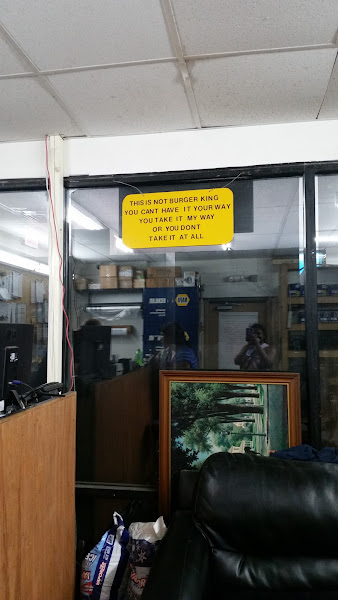 THIS IS NOT BURGER KING
YOU CANT HAVE IT YOUR WAY
YOU TAKE IT MY WAY
OR YOU DONT
TAKE IT AT ALL
NAPA